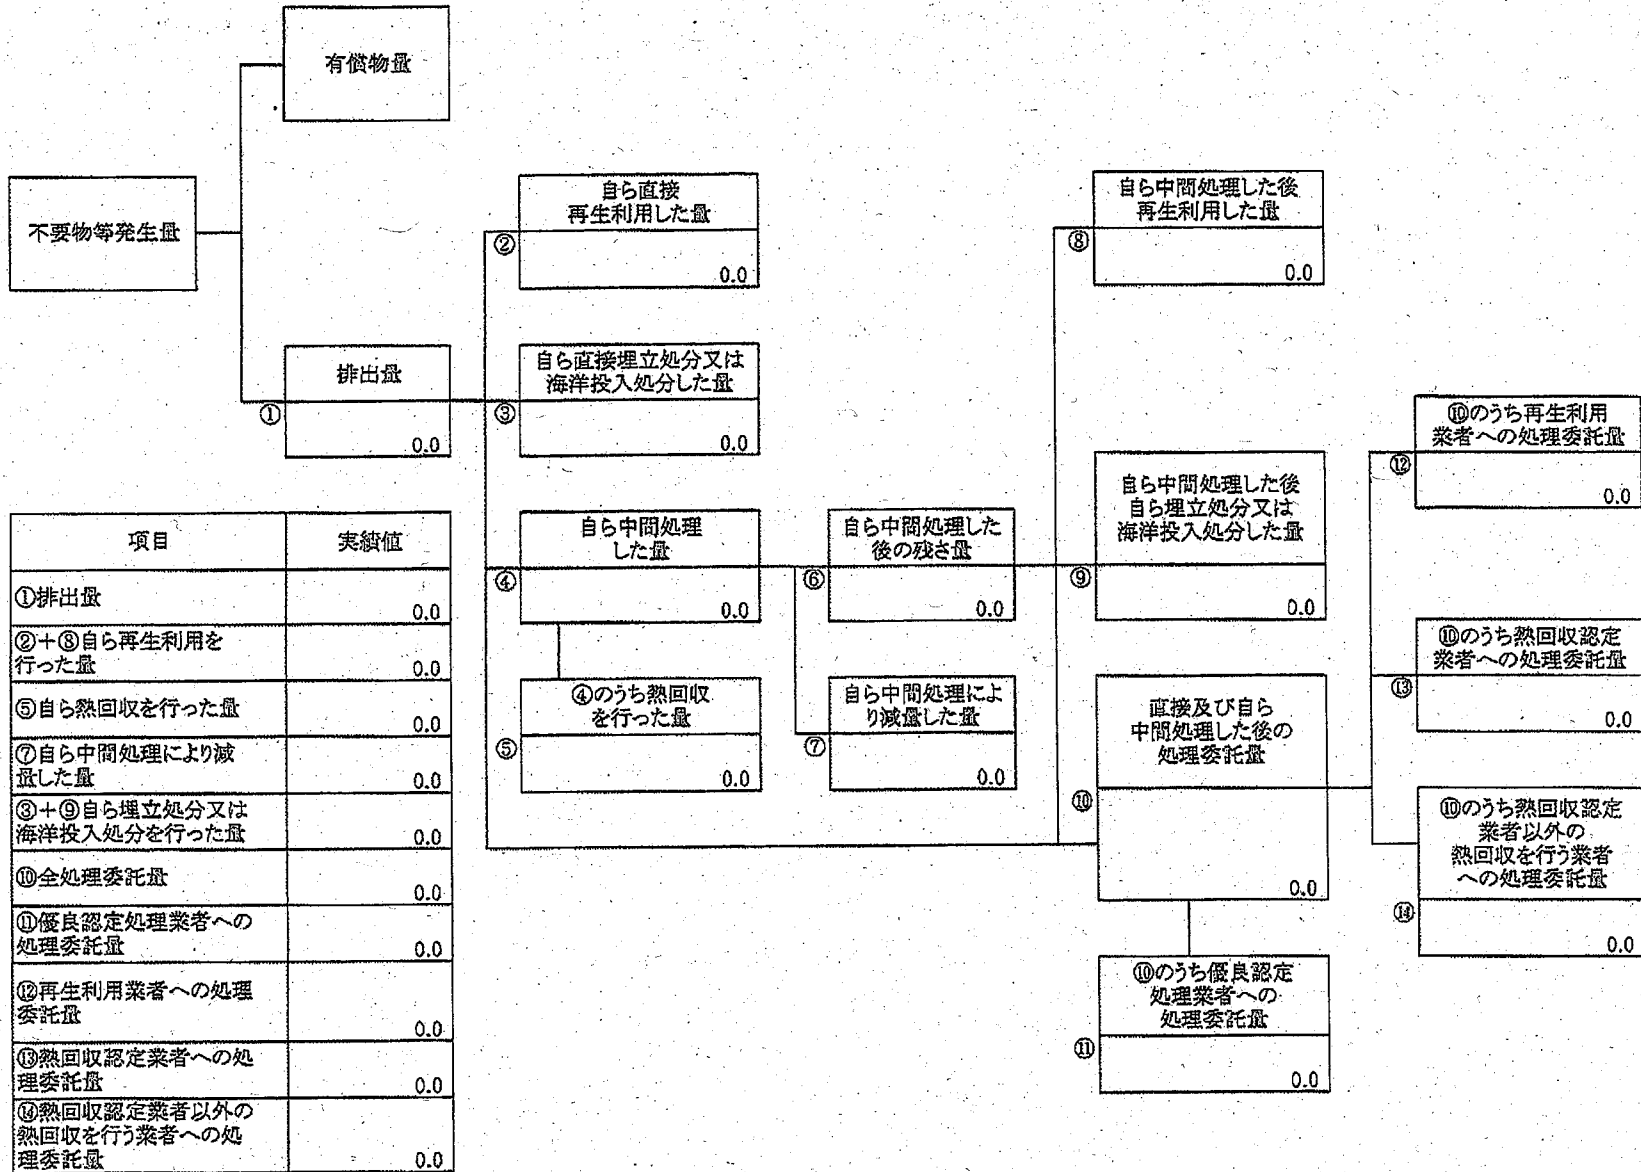 有償物量
不要物等発生量
排出量
①
0.0
自ら直接
再生利用した量
②
0.0
自ら直接埋立処分又は
海洋投入処分した量
③
0.0
自ら中間処理
した量
④
0.0
④のうち熱回収
を行った量
⑤
0.0
自ら中間処理した
後の残さ量
⑥
0.0
自ら中間処理によ
り減量した量
⑦
0.0
自ら中間処理した後
再生利用した量
⑧
0.0
自ら中間処理した後
自ら埋立処分又は
海洋投入処分した量
⑨
0.0
直接及び自ら
中間処理した後の
処理委託量
⑩
0.0
⑩のうち優良認定
処理業者への
処理委託量
⑪
0.0
⑩のうち再生利用
業者への処理委託量
⑫
0.0
⑩のうち熱回収認定
業者への処理委託量
⑬
0.0
⑩のうち熱回収認定
業者以外の
熱回収を行う業者
への処理委託量
⑭
0.0
項目 実績値
①排出量
0.0
②+⑧自ら再生利用を
行った量 0.0
⑤自ら熱回収を行った量
0.0
⑦自ら中間処理により減
量した量 0.0
③+⑨自ら埋立処分又は
海洋投入処分を行った量 0.0
⑩全処理委託量
0.0
⑪優良認定処理業者への
処理委託量 0.0
⑫再生利用業者への処理
委託量
0.0
⑬熱回収認定業者への処
理委託量 0.0
⑭熱回収認定業者以外の
熱回収を行う業者への処
理委託量 0.0